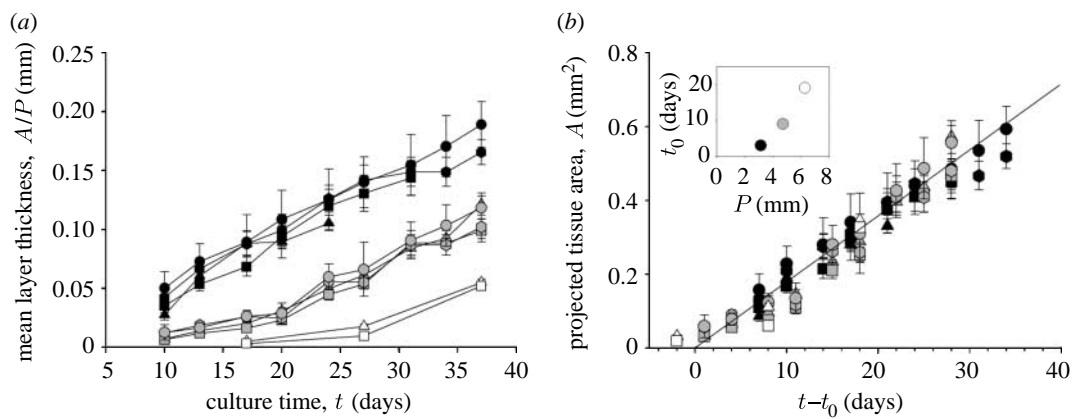 (a)
0.25
0.20
0.15
0.10
0.05
0
mean layer thickness, A/P (mm)
5 10 15 20 25 30 35 40
culture time, t (days)
(b)
0.8
0.6
0.4
0.2
0
projected tissue area, A (mm²)
20
10
0
t₀ (days)
0 2 4 6 8
P (mm)
0 10 20 30 40
t–t₀ (days)